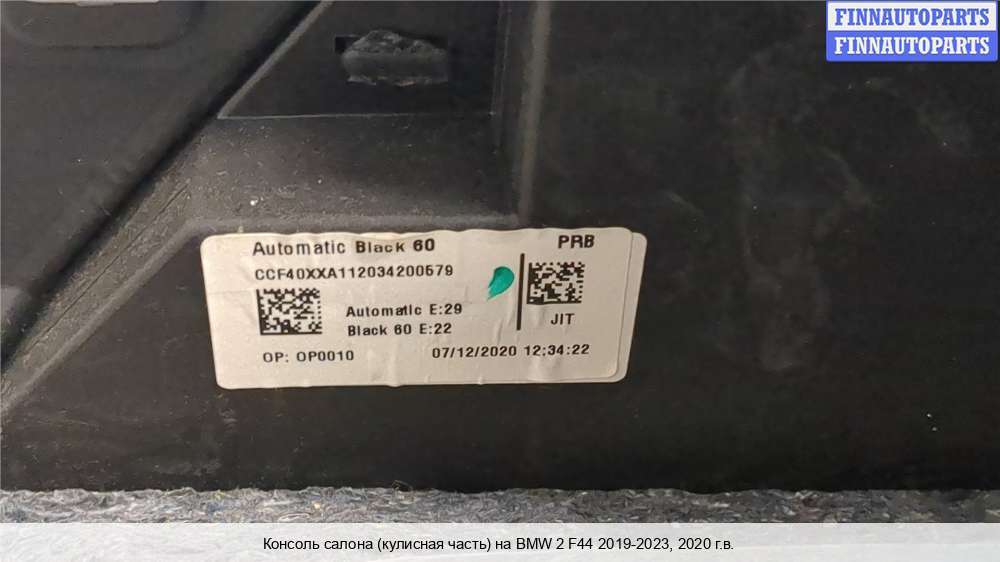 FINNAUTOPARTS
FINNAUTOPARTS
Automatic Black 60
PRB
CCF40XXA112034200579
Automatic E:29
Black 60 E:22
JIT
OP: OP0010
07/12/2020 12:34:22
Консоль салона (кулисная часть) на BMW 2 F44 2019-2023, 2020 г.в.